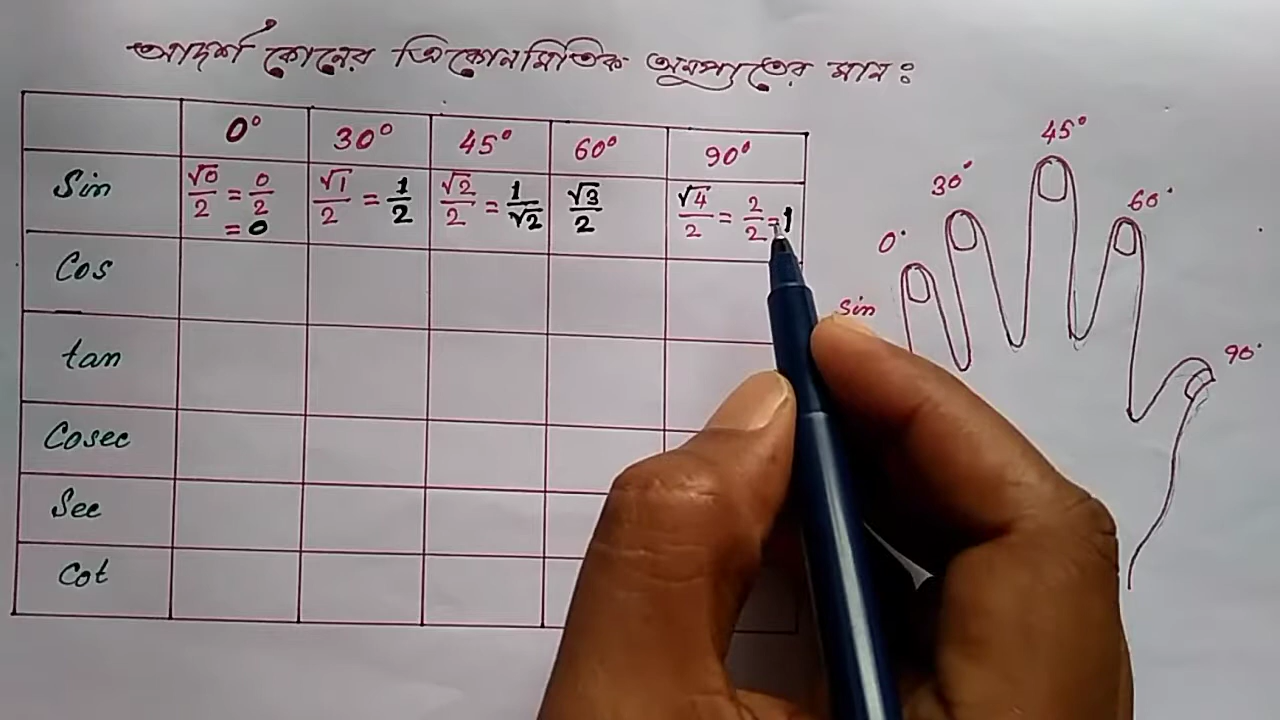 আদর্শ কোনের ত্রিকোনমিতিক অনুপাতের মান ঃ
0° 30° 45° 60° 90°
Sin √0/2 = 0/2 = 0 √1/2 = 1/2 √2/2 = 1/√2 √3/2 √4/2 = 2/2 = 1
Cos
tan
Cosec
Sec
Cot
45°
30°
60°
0°
Sin
90°